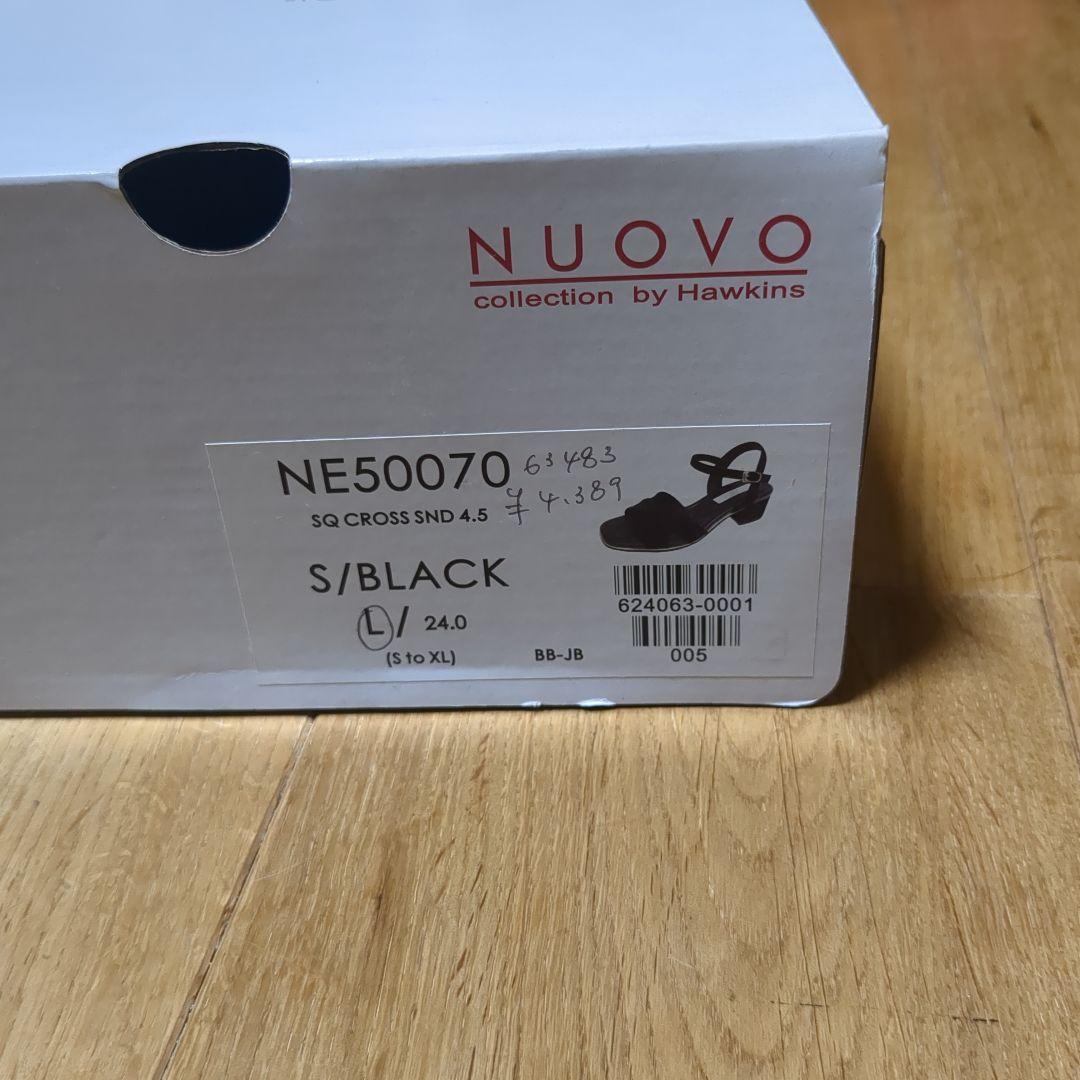 NUOVO
collection by Hawkins
NE50070 63483
SQ CROSS SND 4.5 ¥4.389
S/BLACK
L/ 24.0
(S to XL)
BB-JB
624063-0001
005